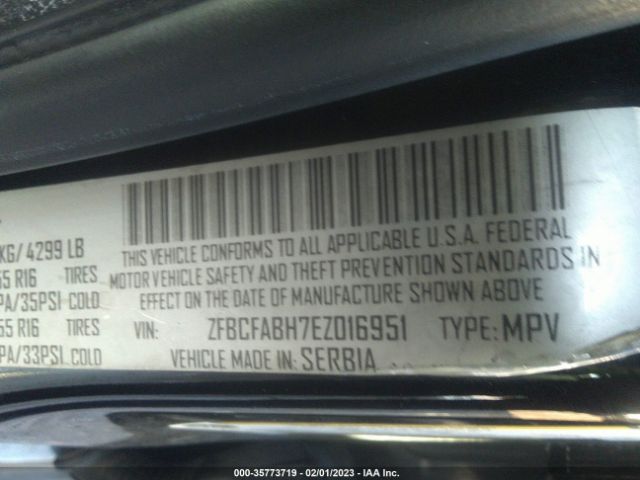 KG/ 4299 LB
THIS VEHICLE CONFORMS TO ALL APPLICABLE U.S.A. FEDERAL
55 R16 TIRES MOTOR VEHICLE SAFETY AND THEFT PREVENTION STANDARDS IN
PA/35PSI COLD EFFECT ON THE DATE OF MANUFACTURE SHOWN ABOVE
55 R16 TIRES VIN: ZFBCFABH7EZ016951 TYPE: MPV
PA/33PSI COLD VEHICLE MADE IN: SERBIA
000-35773719 - 02/01/2023 - IAA Inc.